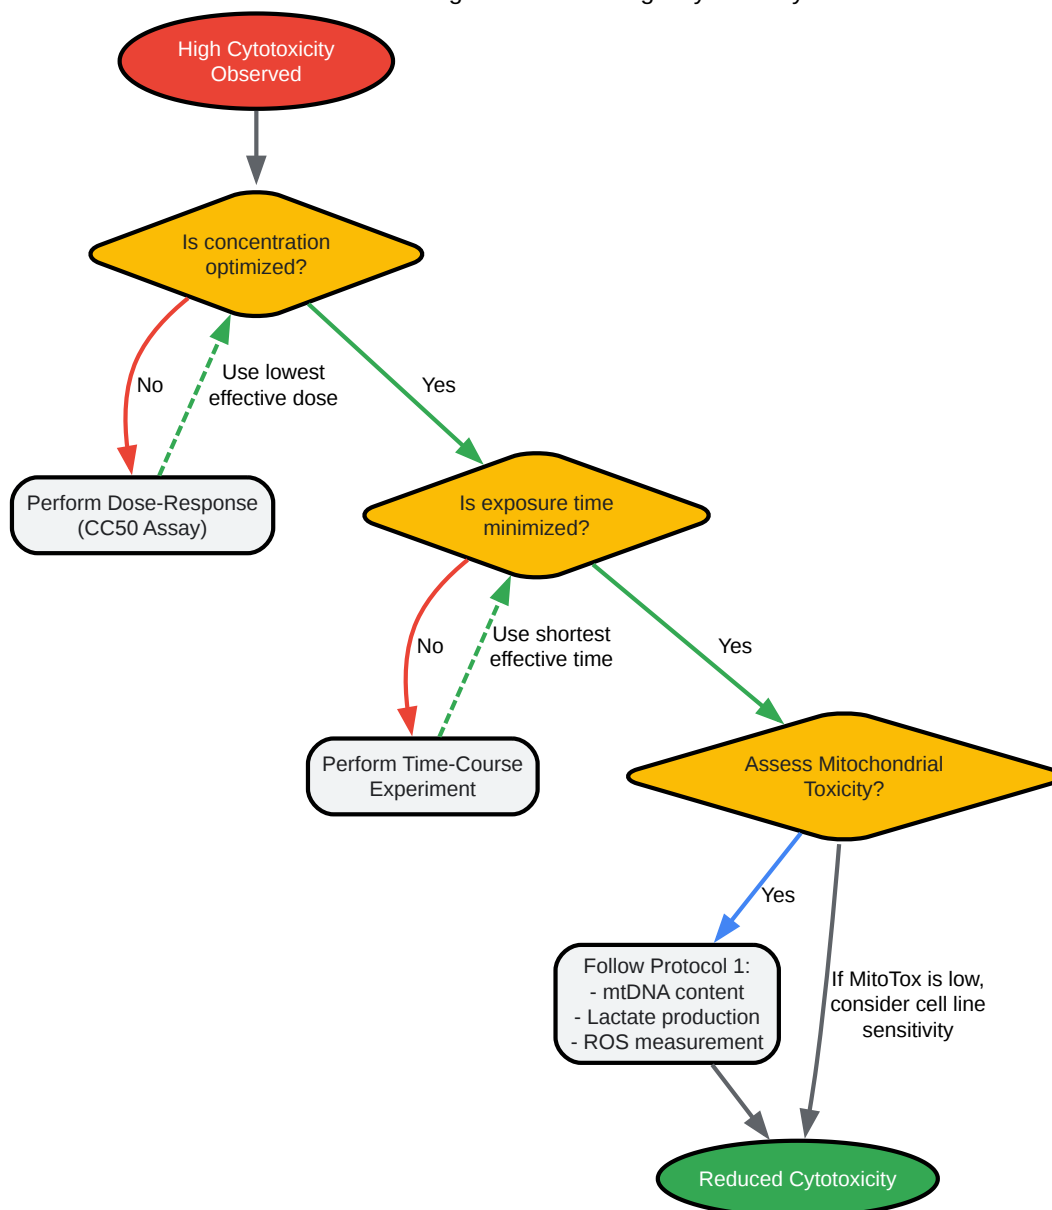 High Cytotoxicity
Observed
Is concentration
optimized?
No
Use lowest
effective dose
Yes
Perform Dose-Response
(CC50 Assay)
Is exposure time
minimized?
No
Use shortest
effective time
Yes
Perform Time-Course
Experiment
Assess Mitochondrial
Toxicity?
Yes
Follow Protocol 1:
- mtDNA content
- Lactate production
- ROS measurement
If MitoTox is low,
consider cell line
sensitivity
Reduced Cytotoxicity